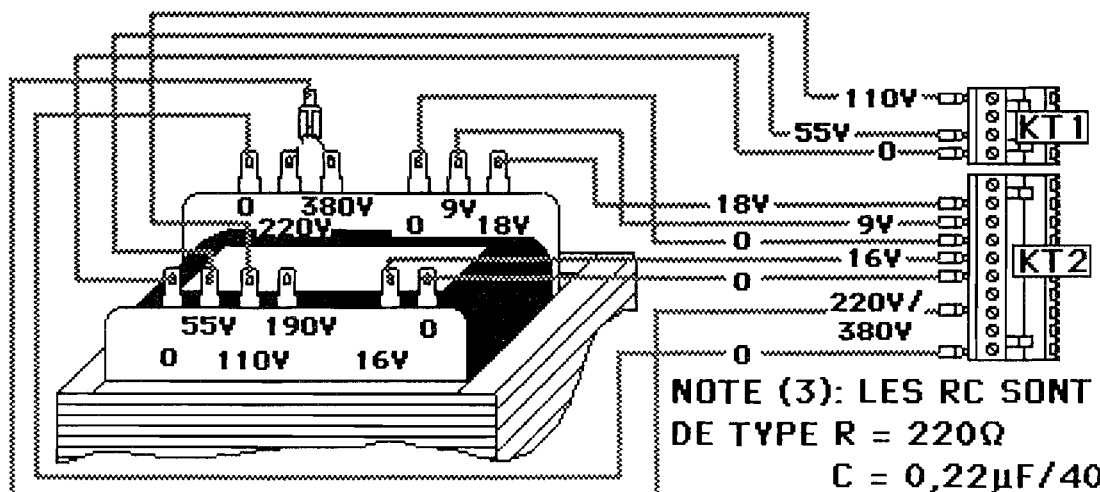 110V
55V
0
KT1
0 380V 9V
220V 0 18V
18V
9V
0
16V
0
KT2
220V/
380V
0
55V 190V 0
0 110V 16V
NOTE (3): LES RC SONT
DE TYPE R = 220Ω
C = 0,22µF/40